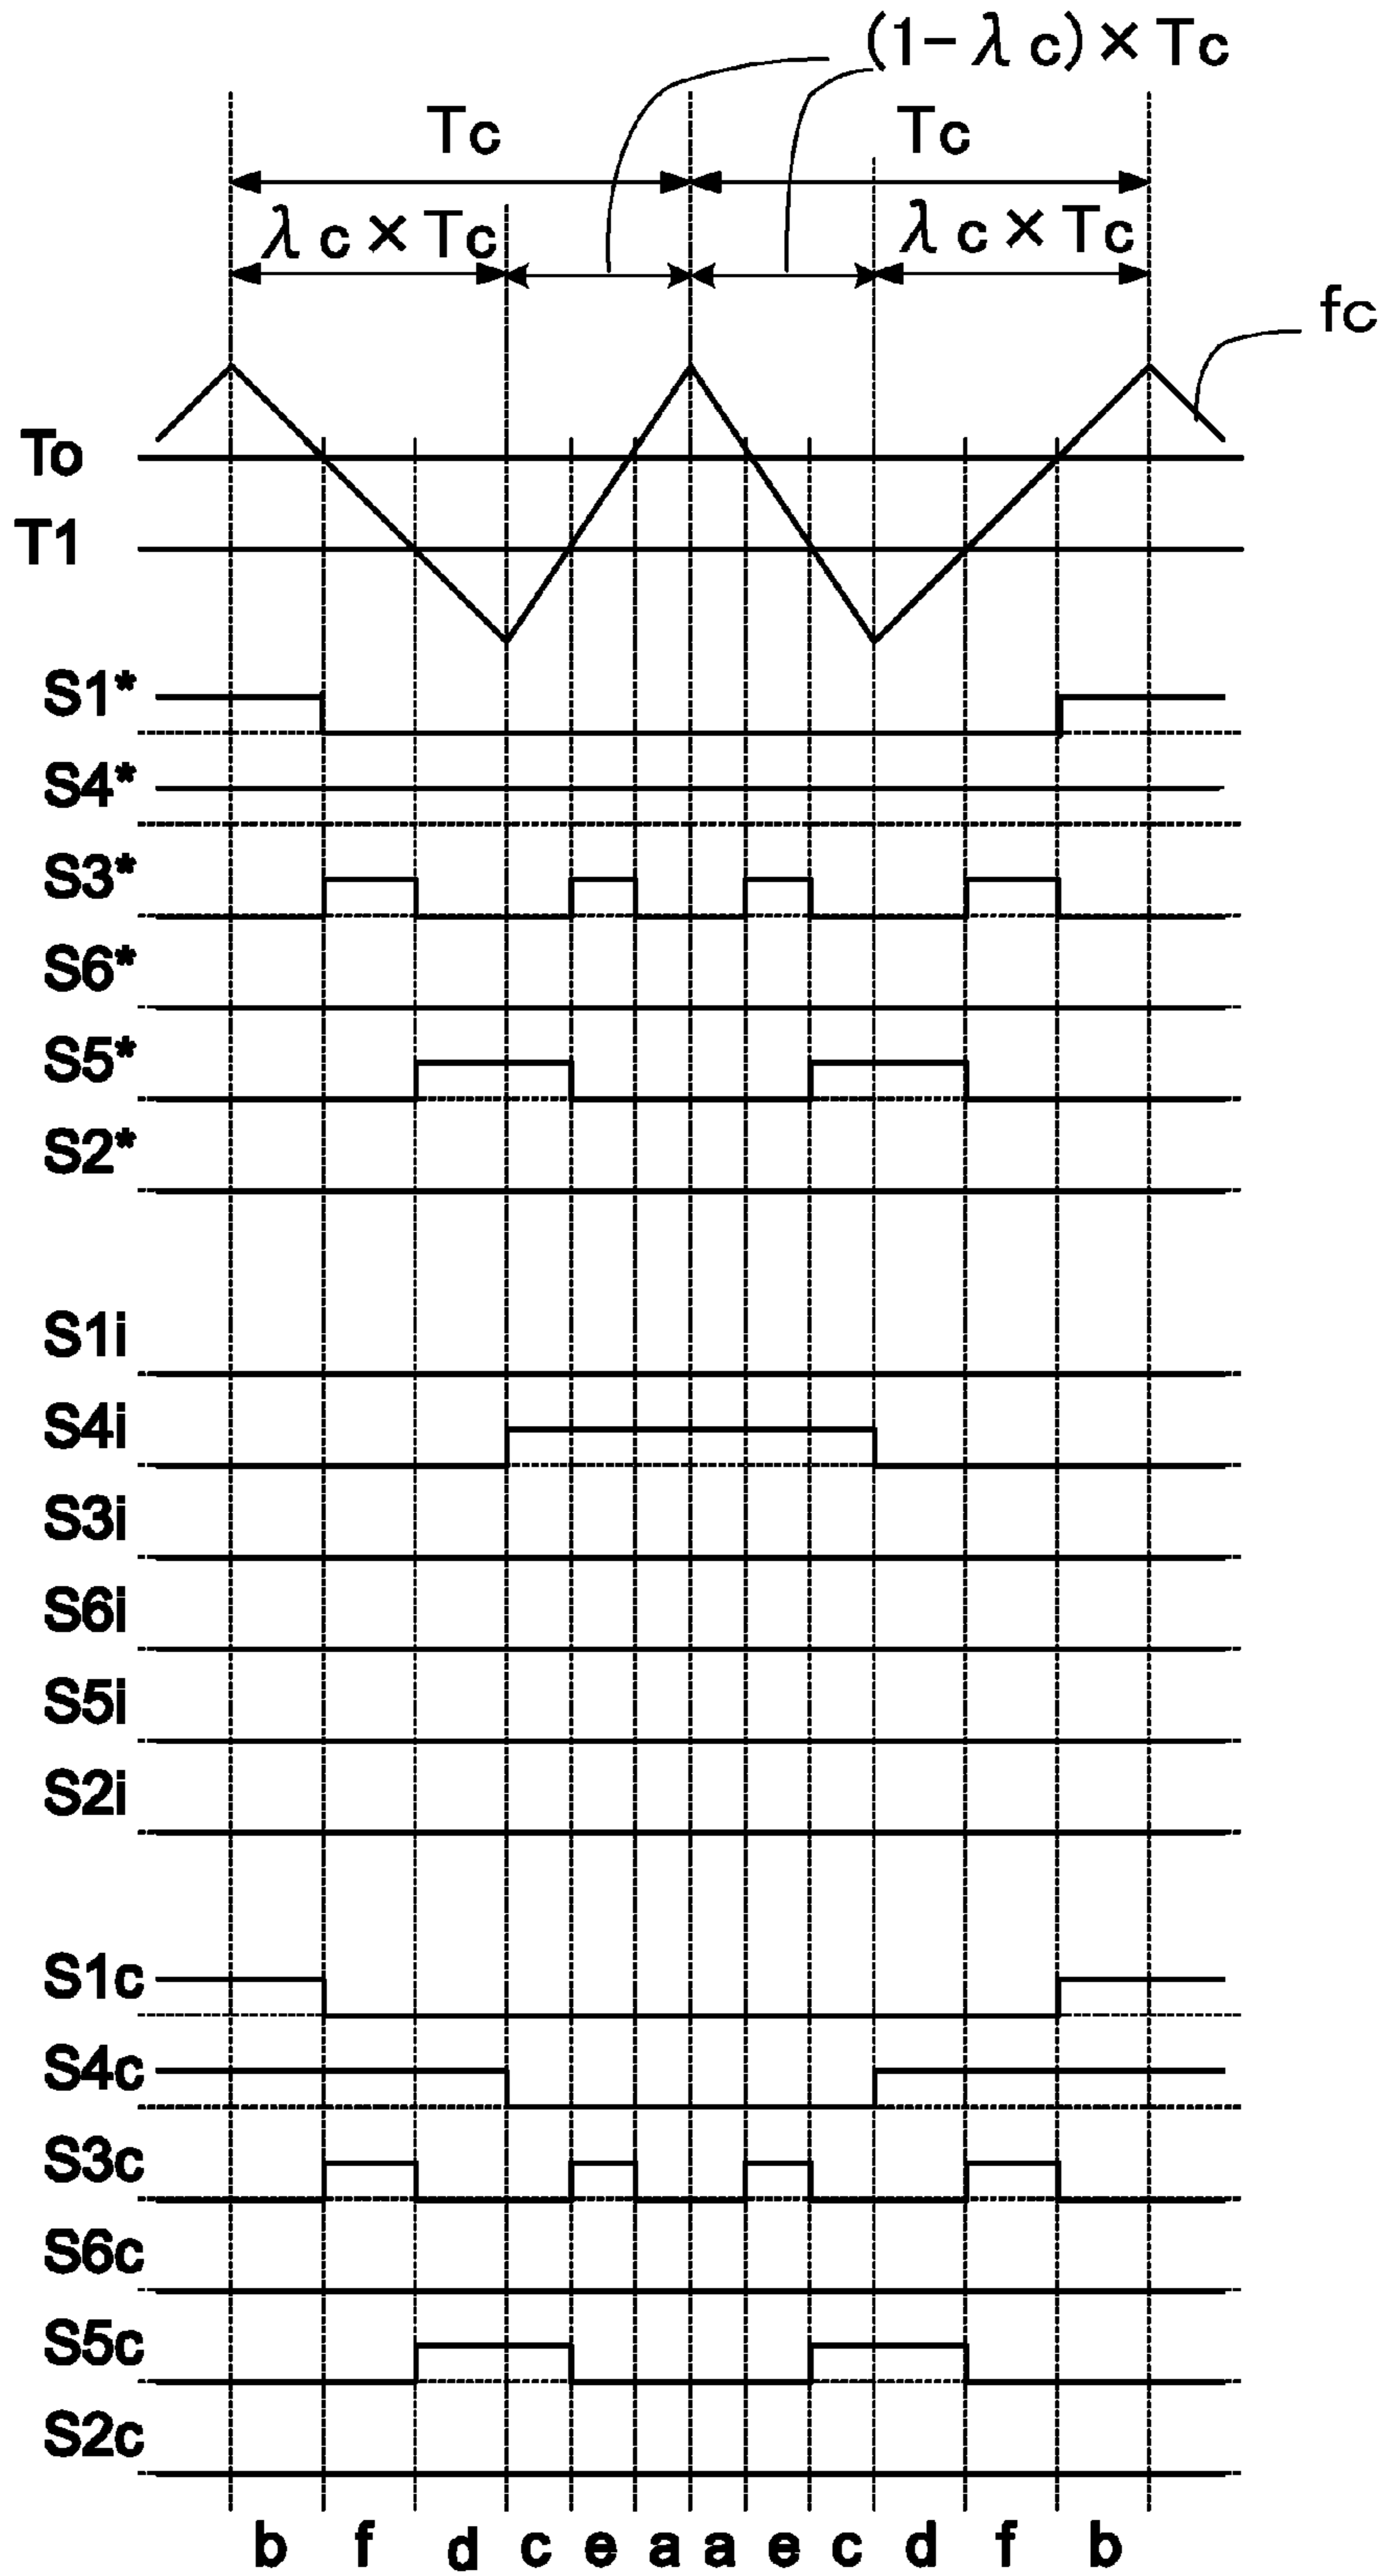 (1-λc)×Tc
Tc Tc
λc×Tc λc×Tc
fc
To
T1
S1*
S4*
S3*
S6*
S5*
S2*
S1i
S4i
S3i
S6i
S5i
S2i
S1c
S4c
S3c
S6c
S5c
S2c
b f d c e a a e c d f b